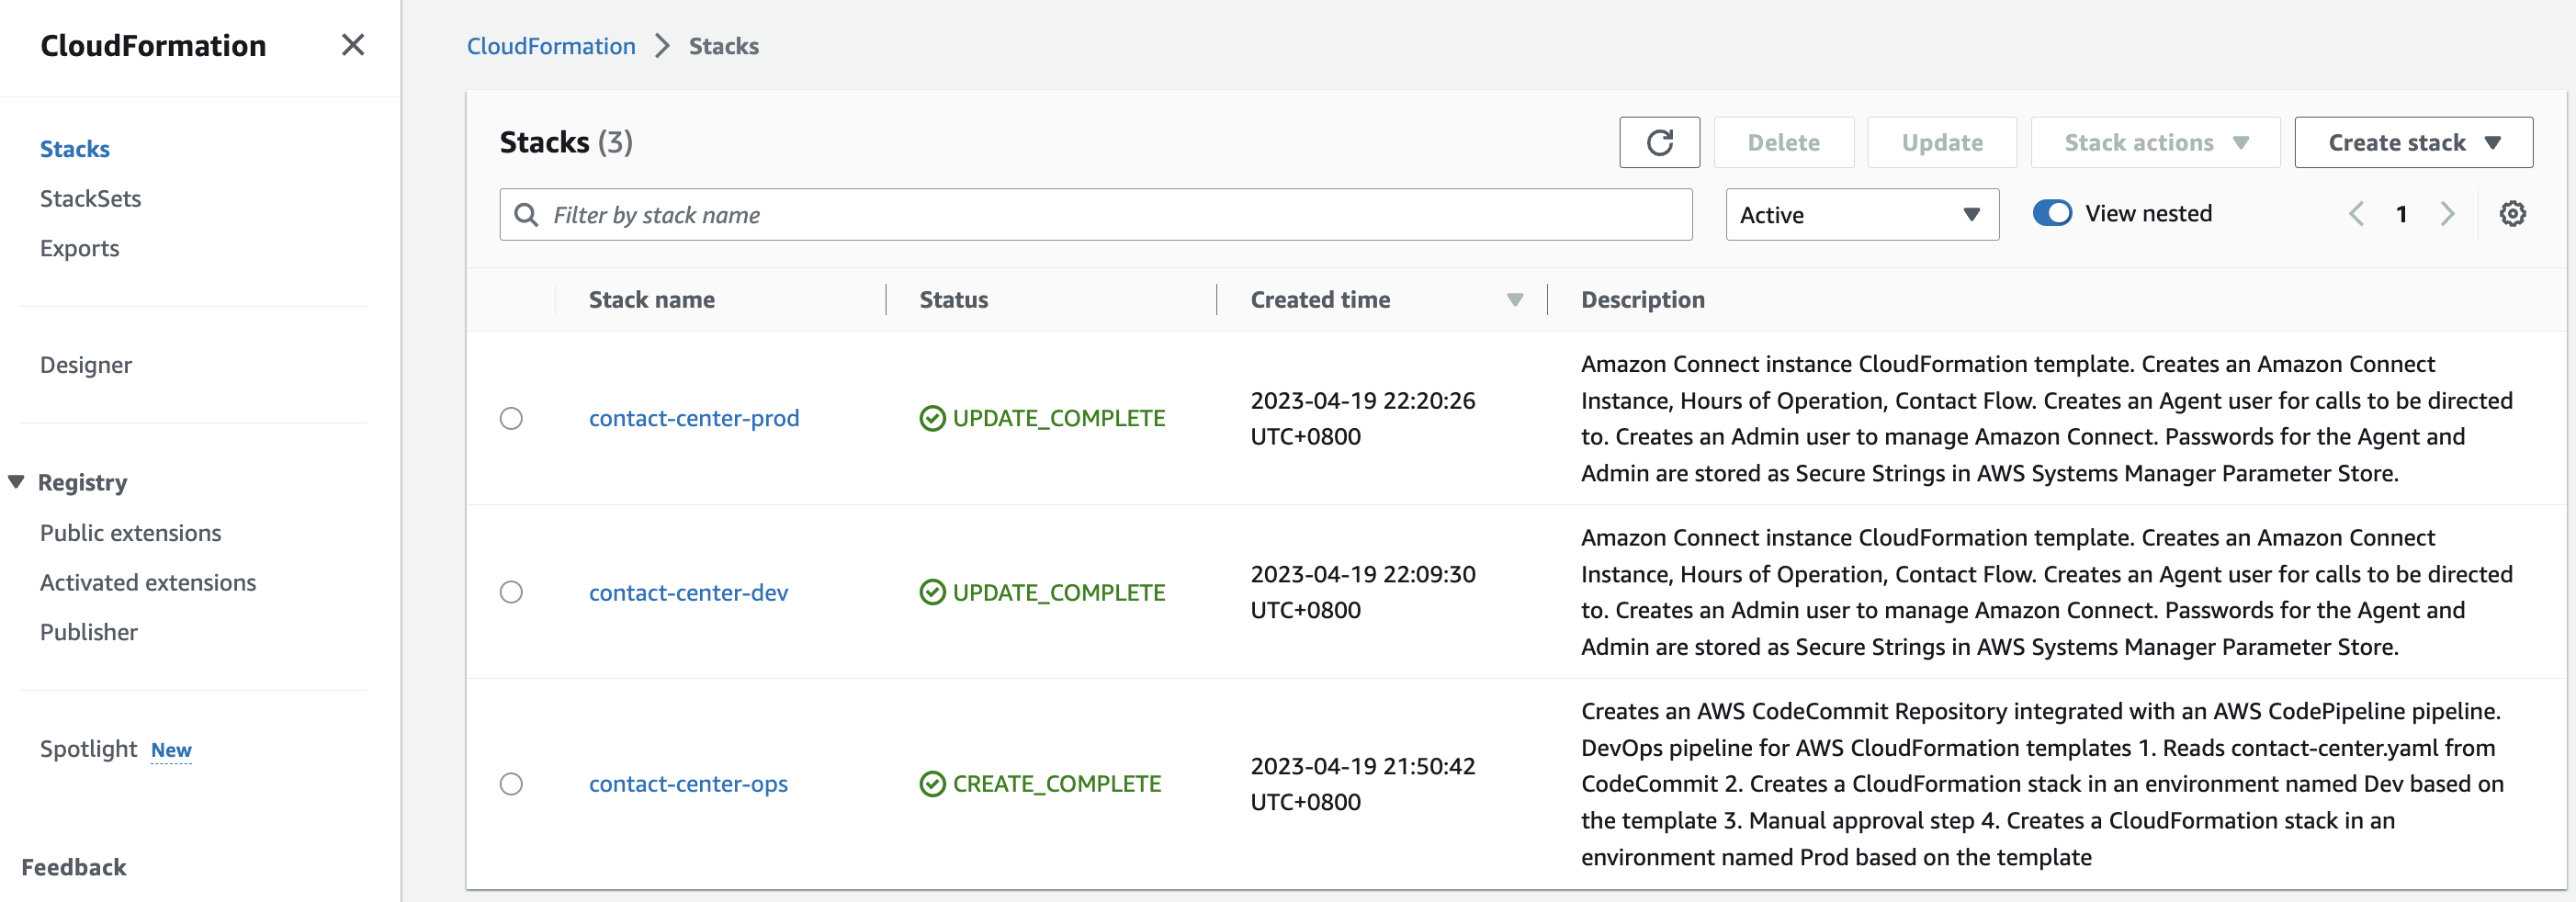 CloudFormation
Stacks
StackSets
Exports
Designer
Registry
Public extensions
Activated extensions
Publisher
Spotlight New
Feedback
CloudFormation > Stacks
Stacks (3)
Delete
Update
Stack actions
Create stack
Filter by stack name
Active
View nested
1
Stack name
Status
Created time
Description
contact-center-prod
UPDATE_COMPLETE
2023-04-19 22:20:26
UTC+0800
Amazon Connect instance CloudFormation template. Creates an Amazon Connect
Instance, Hours of Operation, Contact Flow. Creates an Agent user for calls to be directed
to. Creates an Admin user to manage Amazon Connect. Passwords for the Agent and
Admin are stored as Secure Strings in AWS Systems Manager Parameter Store.
contact-center-dev
UPDATE_COMPLETE
2023-04-19 22:09:30
UTC+0800
Amazon Connect instance CloudFormation template. Creates an Amazon Connect
Instance, Hours of Operation, Contact Flow. Creates an Agent user for calls to be directed
to. Creates an Admin user to manage Amazon Connect. Passwords for the Agent and
Admin are stored as Secure Strings in AWS Systems Manager Parameter Store.
contact-center-ops
CREATE_COMPLETE
2023-04-19 21:50:42
UTC+0800
Creates an AWS CodeCommit Repository integrated with an AWS CodePipeline pipeline.
DevOps pipeline for AWS CloudFormation templates 1. Reads contact-center.yaml from
CodeCommit 2. Creates a CloudFormation stack in an environment named Dev based on
the template 3. Manual approval step 4. Creates a CloudFormation stack in an
environment named Prod based on the template